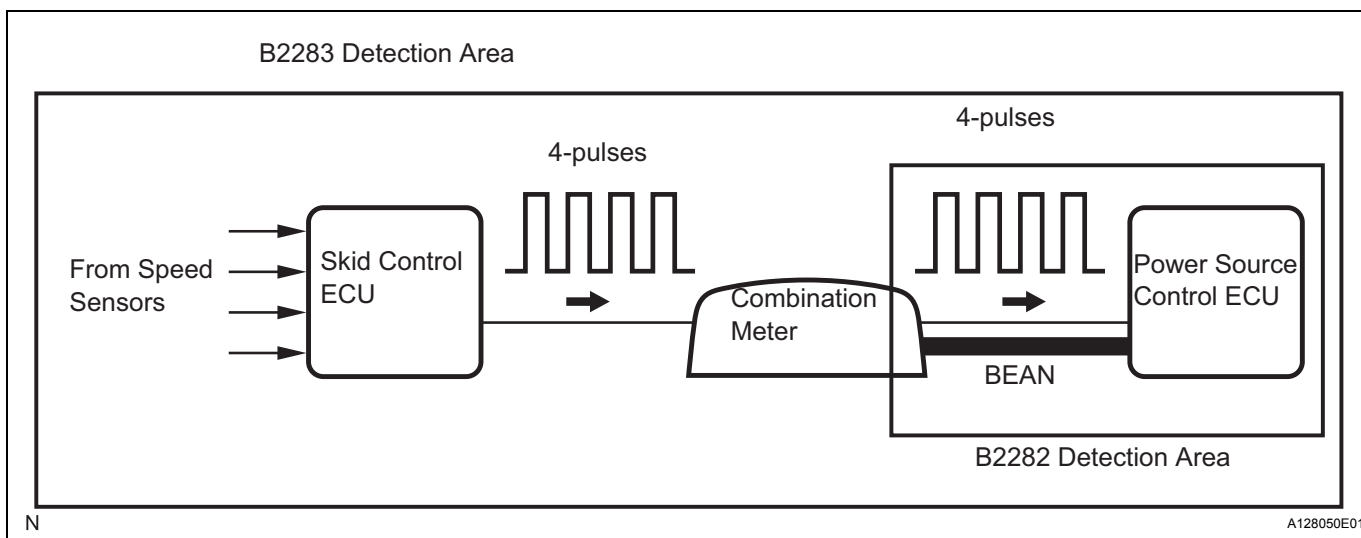 B2283 Detection Area
4-pulses
4-pulses
From Speed
Sensors
Skid Control
ECU
Combination
Meter
Power Source
Control ECU
BEAN
B2282 Detection Area
N
A128050E01